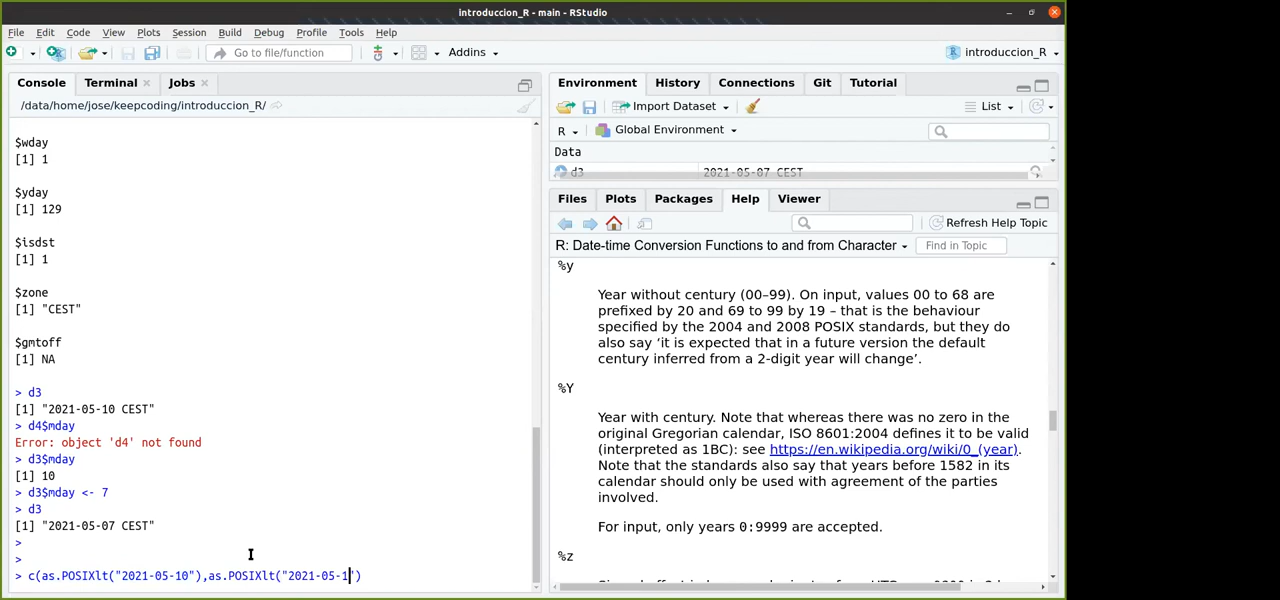 introduccion_R - main - RStudio
File Edit Code View Plots Session Build Debug Profile Tools Help
Go to file/function Addins introduccion_R
Console Terminal Jobs
/data/home/jose/keepcoding/introduccion_R/
$wday
[1] 1
$yday
[1] 129
$isdst
[1] 1
$zone
[1] "CEST"
$gmtoff
[1] NA
> d3
[1] "2021-05-10 CEST"
> d4$mday
Error: object 'd4' not found
> d3$mday
[1] 10
> d3$mday <- 7
> d3
[1] "2021-05-07 CEST"
>
>
> c(as.POSIXlt("2021-05-10"),as.POSIXlt("2021-05-1")
Environment History Connections Git Tutorial
Import Dataset List
R Global Environment
Data
d3 2021-05-07 CEST
Files Plots Packages Help Viewer
Refresh Help Topic
R: Date-time Conversion Functions to and from Character Find in Topic
%y
Year without century (00–99). On input, values 00 to 68 are
prefixed by 20 and 69 to 99 by 19 – that is the behaviour
specified by the 2004 and 2008 POSIX standards, but they do
also say ‘it is expected that in a future version the default
century inferred from a 2-digit year will change’.
%Y
Year with century. Note that whereas there was no zero in the
original Gregorian calendar, ISO 8601:2004 defines it to be valid
(interpreted as 1BC): see https://en.wikipedia.org/wiki/0_(year).
Note that the standards also say that years before 1582 in its
calendar should only be used with agreement of the parties
involved.
For input, only years 0:9999 are accepted.
%z